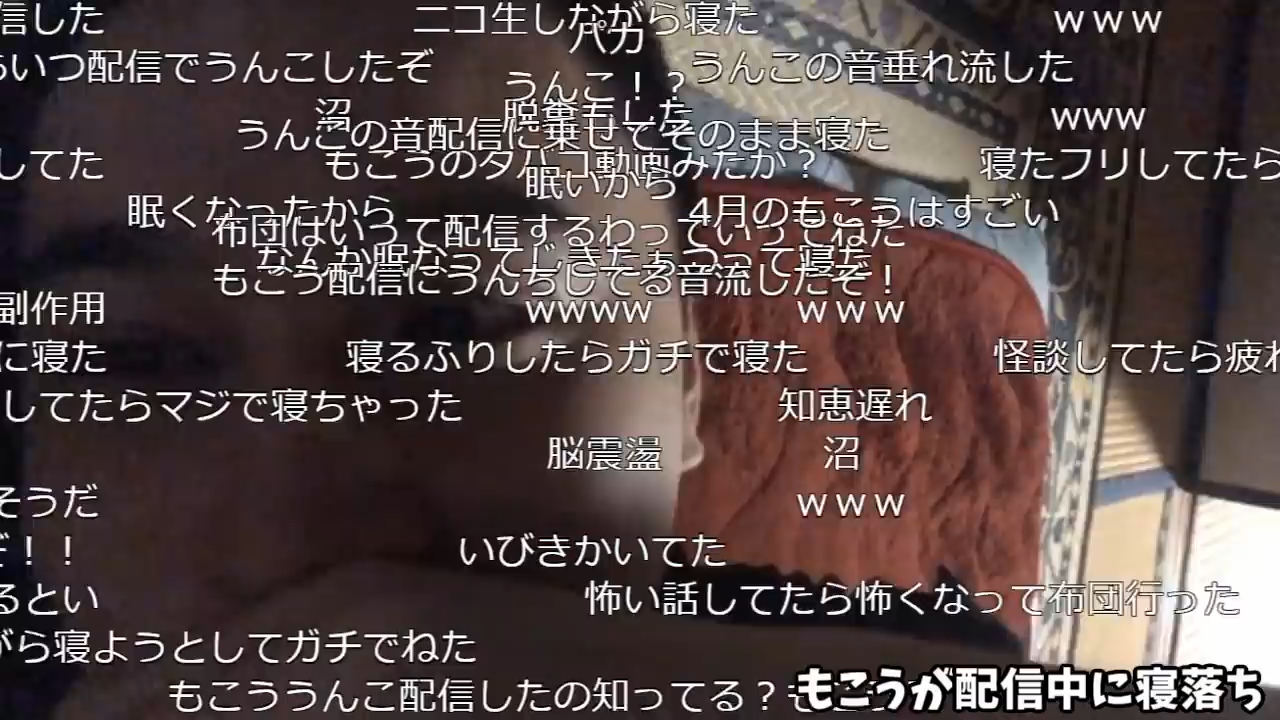 信した
ニコ生しながら寝た
ｗｗｗ
パカ
いつ配信でうんこしたぞ
うんこの音垂れ流した
うんこ！？
沼
脱糞もした
www
うんこの音配信に乗せてそのまま寝た
してた
もこうのタバコ動画みたか？
寝たフリしてたら
眠いから
眠くなったから
4月のもこうはすごい
布団はいって配信するわっていってねた
もこう配信にうんちしてる音流したぞ！
副作用
wwww
ｗｗｗ
に寝た
寝るふりしたらガチで寝た
怪談してたら疲れ
してたらマジで寝ちゃった
知恵遅れ
脳震盪
沼
そうだ
ｗｗｗ
！！
いびきかいてた
るとい
怖い話してたら怖くなって布団行った
がら寝ようとしてガチでねた
もこううんこ配信したの知ってる？
もこうが配信中に寝落ち